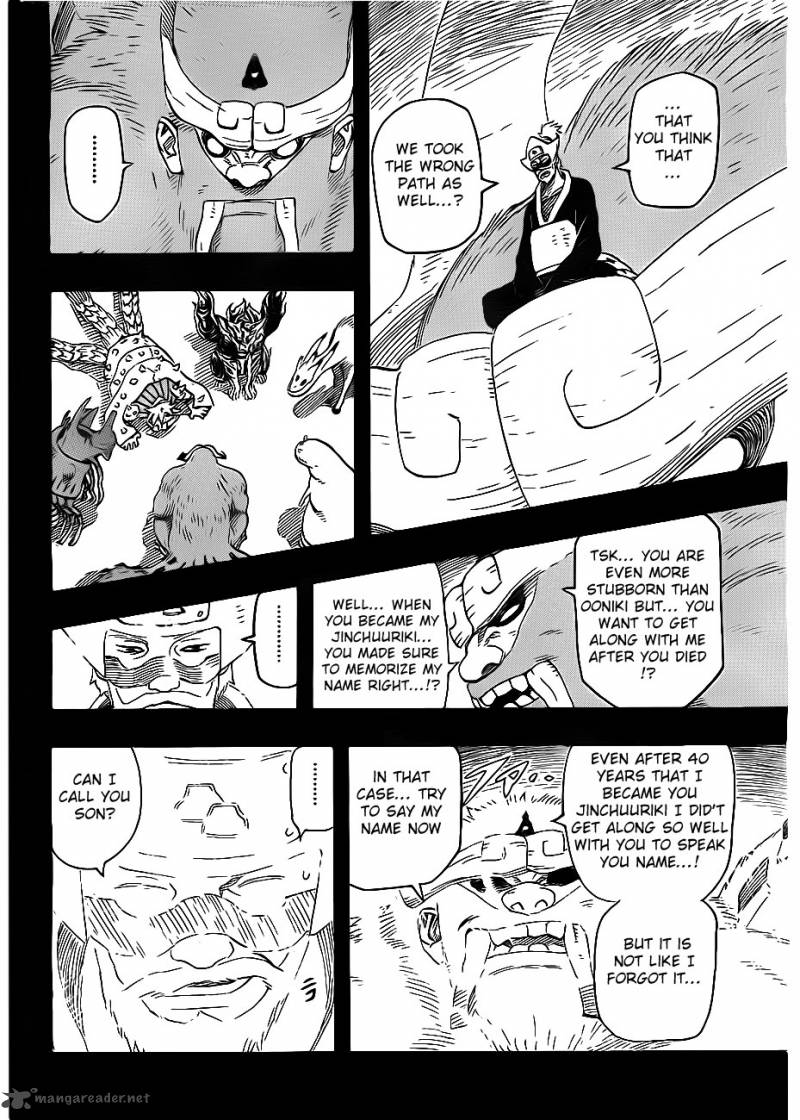 ...
THAT
YOU THINK
THAT
...
WE TOOK
THE WRONG
PATH AS
WELL...?
.........
TSK... YOU ARE
EVEN MORE
STUBBORN THAN
OONIKI BUT... YOU
WANT TO GET
ALONG WITH ME
AFTER YOU DIED
!?
WELL... WHEN
YOU BECAME MY
JINCHUURIKI...
YOU MADE SURE
TO MEMORIZE MY
NAME RIGHT...!?
.........
EVEN AFTER 40
YEARS THAT I
BECAME YOU
JINCHUURIKI I DID'T
GET ALONG SO WELL
WITH YOU TO SPEAK
YOU NAME...!
BUT IT IS
NOT LIKE I
FORGOT IT...
IN THAT
CASE... TRY
TO SAY MY
NAME NOW
.........
CAN I
CALL YOU
SON?
mangareader.net